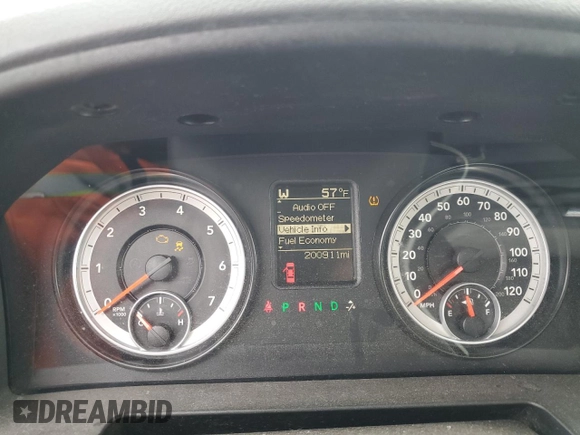 W 57°F
Audio OFF
Speedometer
Vehicle Info
Fuel Economy
200911mi
P R N D
0 1 2 3 4 5 6 7
RPM
x1000
C H
0 10 20 30 40 50 60 70 80 90 100 110 120
MPH
E F
DREAMBID